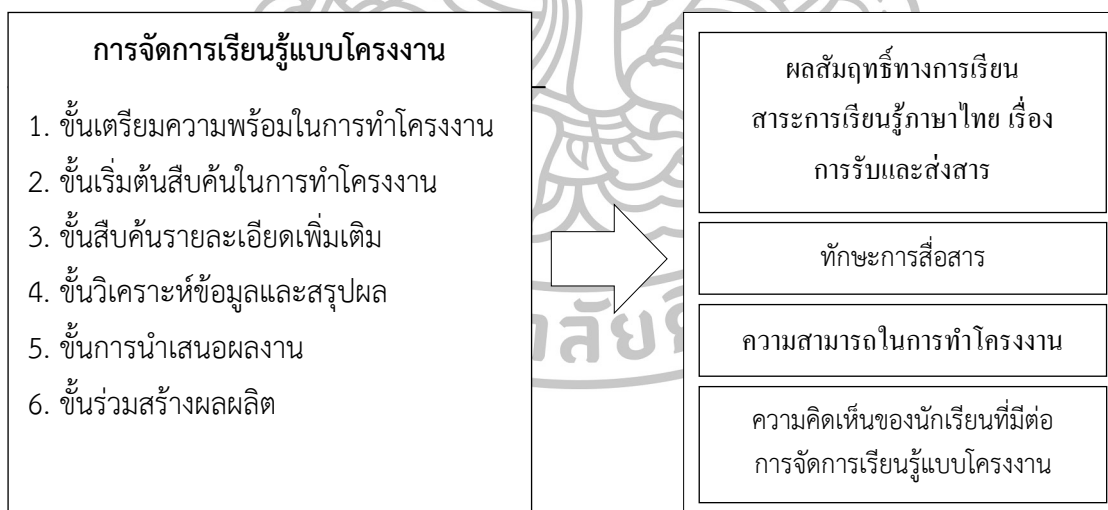 การจัดการเรียนรู้แบบโครงงาน
1. ขั้นเตรียมความพร้อมในการทำโครงงาน
2. ขั้นเริ่มต้นสืบค้นในการทำโครงงาน
3. ขั้นสืบค้นรายละเอียดเพิ่มเติม
4. ขั้นวิเคราะห์ข้อมูลและสรุปผล
5. ขั้นการนำเสนอผลงาน
6. ขั้นร่วมสร้างผลผลิต
ผลสัมฤทธิ์ทางการเรียน
สาระการเรียนรู้ภาษาไทย เรื่อง
การรับและส่งสาร
ทักษะการสื่อสาร
ความสามารถในการทำโครงงาน
ความคิดเห็นของนักเรียนที่มีต่อ
การจัดการเรียนรู้แบบโครงงาน